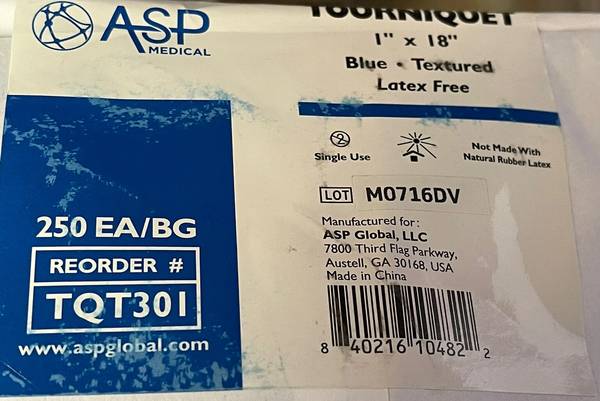 ASP
MEDICAL
TOURNIQUET
1" x 18"
Blue • Textured
Latex Free
2
Single Use
Not Made With
Natural Rubber Latex
LOT M0716DV
Manufactured for:
ASP Global, LLC
7800 Third Flag Parkway,
Austell, GA 30168, USA
Made in China
8 40216 10482 2
250 EA/BG
REORDER #
TQT301
www.aspglobal.com